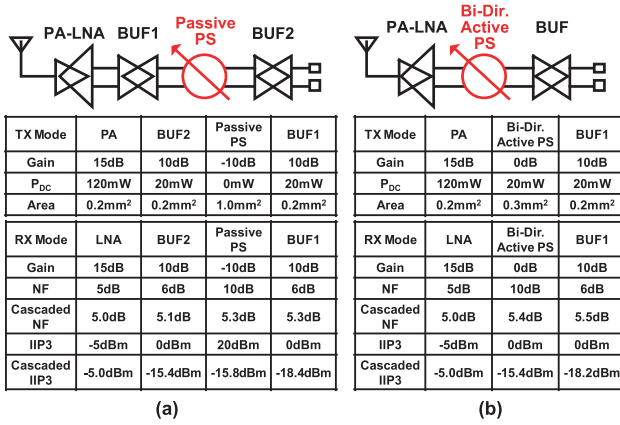 PA-LNA BUF1 Passive PS BUF2
TX Mode PA BUF2 Passive PS BUF1
Gain 15dB 10dB -10dB 10dB
P_DC 120mW 20mW 0mW 20mW
Area 0.2mm² 0.2mm² 1.0mm² 0.2mm²
RX Mode LNA BUF2 Passive PS BUF1
Gain 15dB 10dB -10dB 10dB
NF 5dB 6dB 10dB 6dB
Cascaded NF 5.0dB 5.1dB 5.3dB 5.3dB
IIP3 -5dBm 0dBm 20dBm 0dBm
Cascaded IIP3 -5.0dBm -15.4dBm -15.8dBm -18.4dBm
(a)
PA-LNA Bi-Dir. Active PS BUF
TX Mode PA Bi-Dir. Active PS BUF1
Gain 15dB 0dB 10dB
P_DC 120mW 20mW 20mW
Area 0.2mm² 0.3mm² 0.2mm²
RX Mode LNA Bi-Dir. Active PS BUF1
Gain 15dB 0dB 10dB
NF 5dB 10dB 6dB
Cascaded NF 5.0dB 5.4dB 5.5dB
IIP3 -5dBm 0dBm 0dBm
Cascaded IIP3 -5.0dBm -15.4dBm -18.2dBm
(b)